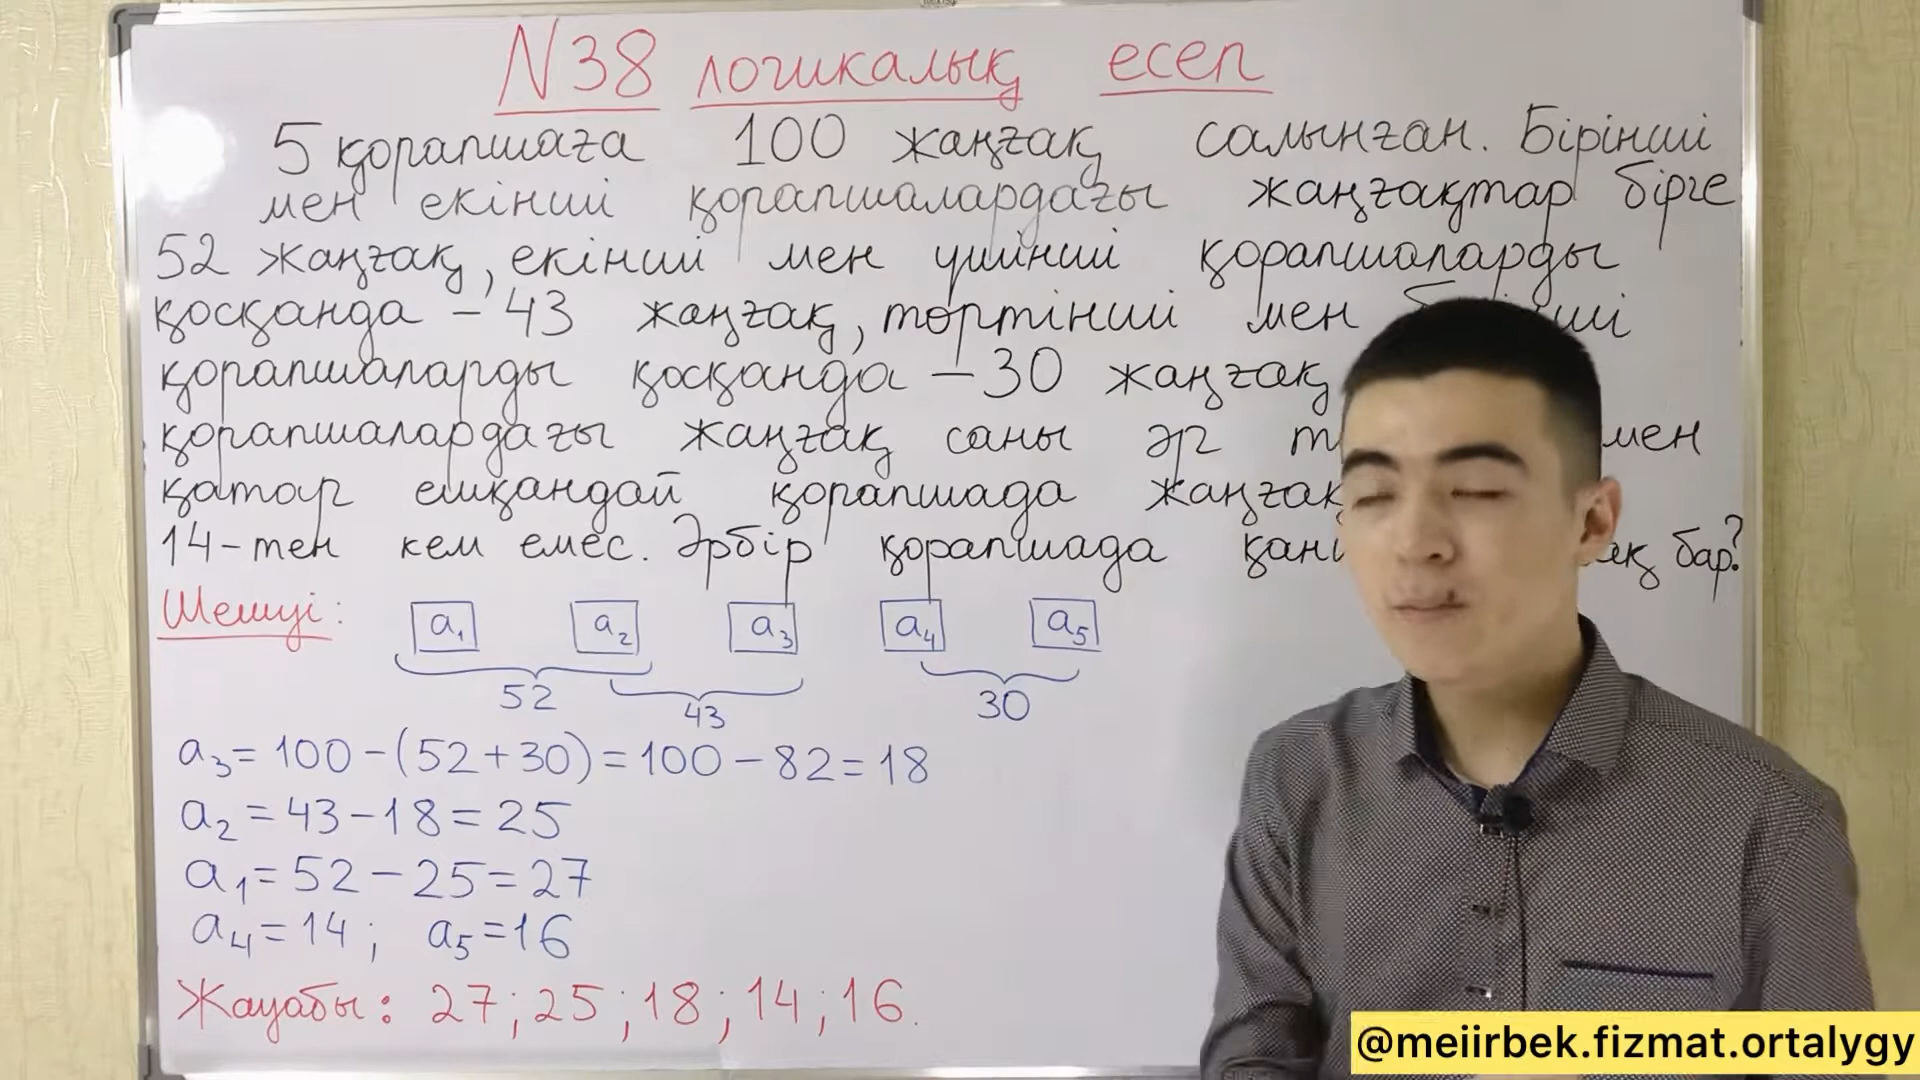 N38 логикалық есеп
5 қорапшаға 100 жаңғақ салынған. Бірінші
мен екінші қорапшалардағы жаңғақтар бірге
52 жаңғақ, екінші мен үшінші қорапшаларды
қосқанда – 43 жаңғақ, төртінші мен
қорапшаларды қосқанда – 30 жаңғақ
қорапшалардағы жаңғақ саны әр мен
қатар ешқандай қорапшада
14-тен кем емес. Әрбір қорапшада бар?
Шешуі:
a₁ a₂ a₃ a₄ a₅
52 43 30
a₃ = 100 – (52 + 30) = 100 – 82 = 18
a₂ = 43 – 18 = 25
a₁ = 52 – 25 = 27
a₄ = 14; a₅ = 16
Жауабы: 27; 25; 18; 14; 16.
@meiirbek.fizmat.ortalygy